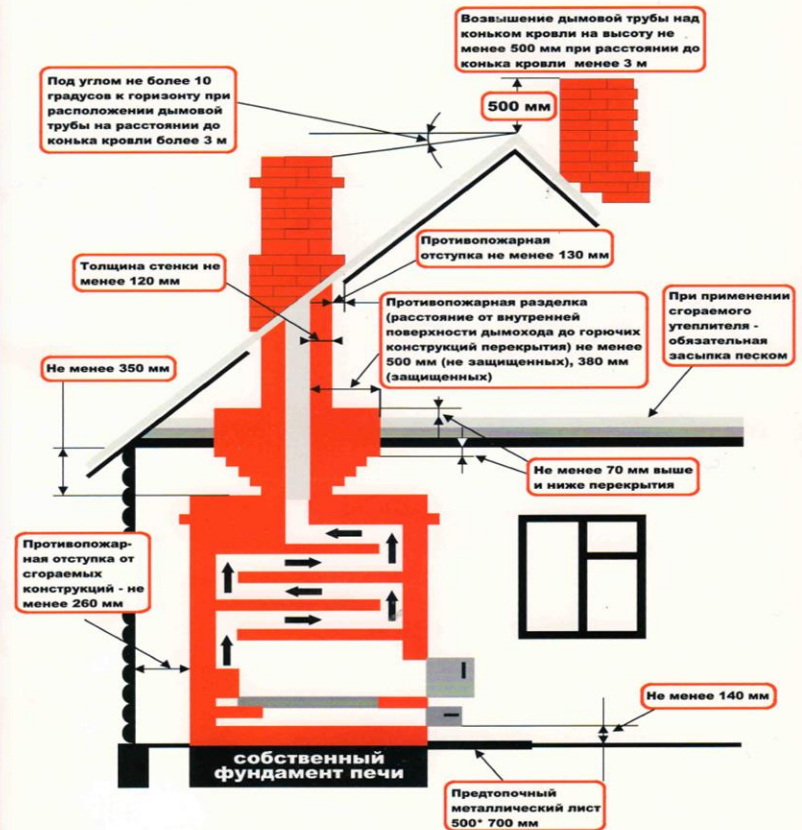 Возвышение дымовой трубы над
коньком кровли на высоту не
менее 500 мм при расстоянии до
конька кровли менее 3 м
Под углом не более 10
градусов к горизонту при
расположении дымовой
трубы на расстоянии до
конька кровли более 3 м
500 мм
Противопожарная
отступка не менее 130 мм
Толщина стенки не
менее 120 мм
Противопожарная разделка
(расстояние от внутренней
поверхности дымохода до горючих
конструкций перекрытия) не менее
500 мм (не защищенных), 380 мм
(защищенных)
При применении
сгораемого
утеплителя -
обязательная
засыпка песком
Не менее 350 мм
Не менее 70 мм выше
и ниже перекрытия
Противопожар-
ная отступка от
сгораемых
конструкций - не
менее 260 мм
Не менее 140 мм
собственный
фундамент печи
Предтопочный
металлический лист
500* 700 мм